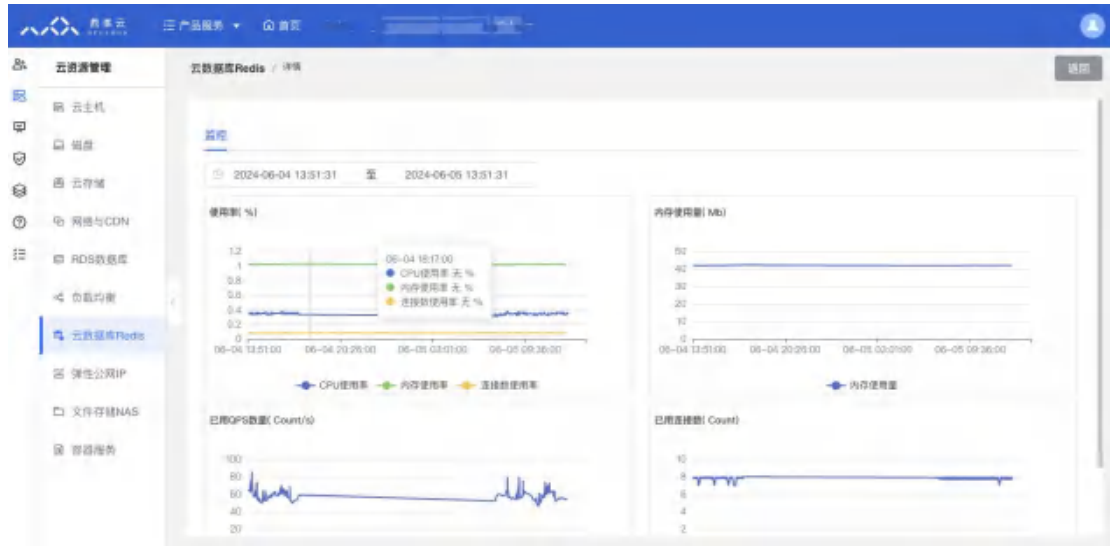 产品服务 首页
云资源管理
云数据库Redis / 详情
返回
云主机
磁盘
云存储
网络与CDN
RDS数据库
负载均衡
云数据库Redis
弹性公网IP
文件存储NAS
容器服务
监控
2024-06-04 13:51:31 至 2024-06-05 13:51:31
使用率( %)
1.2
1
0.8
0.6
0.4
0.2
0
06-04 18:17:00
CPU使用率 无 %
内存使用率 无 %
连接数使用率 无 %
06-04 13:51:00 06-04 20:26:00 06-05 03:01:00 06-05 09:36:00
CPU使用率 内存使用率 连接数使用率
内存使用量( Mb)
50
40
30
20
10
0
06-04 13:51:00 06-04 20:26:00 06-05 03:01:00 06-05 09:36:00
内存使用量
已用QPS数量( Count/s)
100
80
60
40
20
已用连接数( Count)
10
8
6
4
2